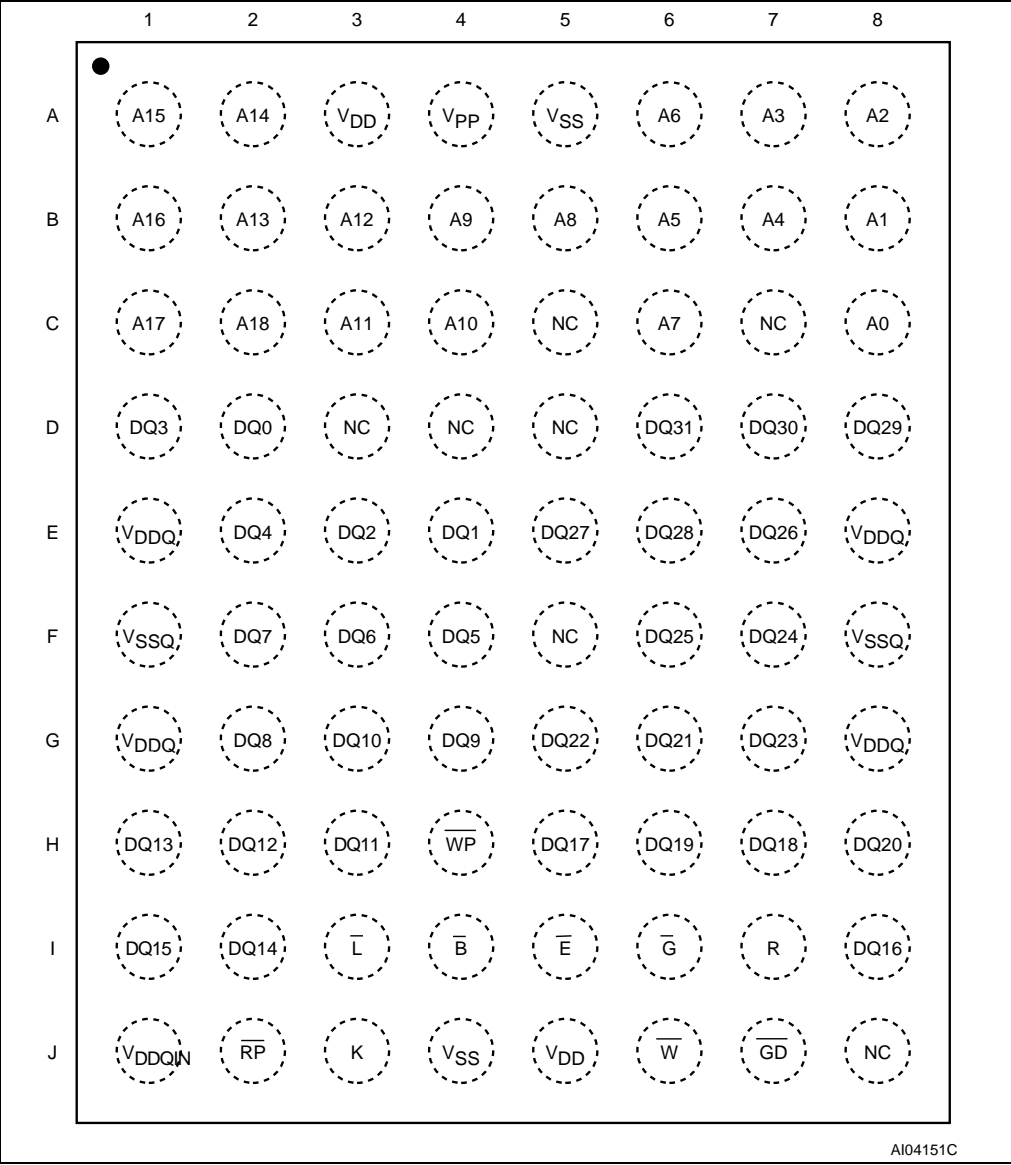 1 2 3 4 5 6 7 8
A A15 A14 VDD VPP VSS A6 A3 A2
B A16 A13 A12 A9 A8 A5 A4 A1
C A17 A18 A11 A10 NC A7 NC A0
D DQ3 DQ0 NC NC NC DQ31 DQ30 DQ29
E VDDQ DQ4 DQ2 DQ1 DQ27 DQ28 DQ26 VDDQ
F VSSQ DQ7 DQ6 DQ5 NC DQ25 DQ24 VSSQ
G VDDQ DQ8 DQ10 DQ9 DQ22 DQ21 DQ23 VDDQ
H DQ13 DQ12 DQ11 W̅P̅ DQ17 DQ19 DQ18 DQ20
I DQ15 DQ14 L̅ B̅ E̅ G̅ R DQ16
J VDDQIN R̅P̅ K VSS VDD W̅ G̅D̅ NC
AI04151C